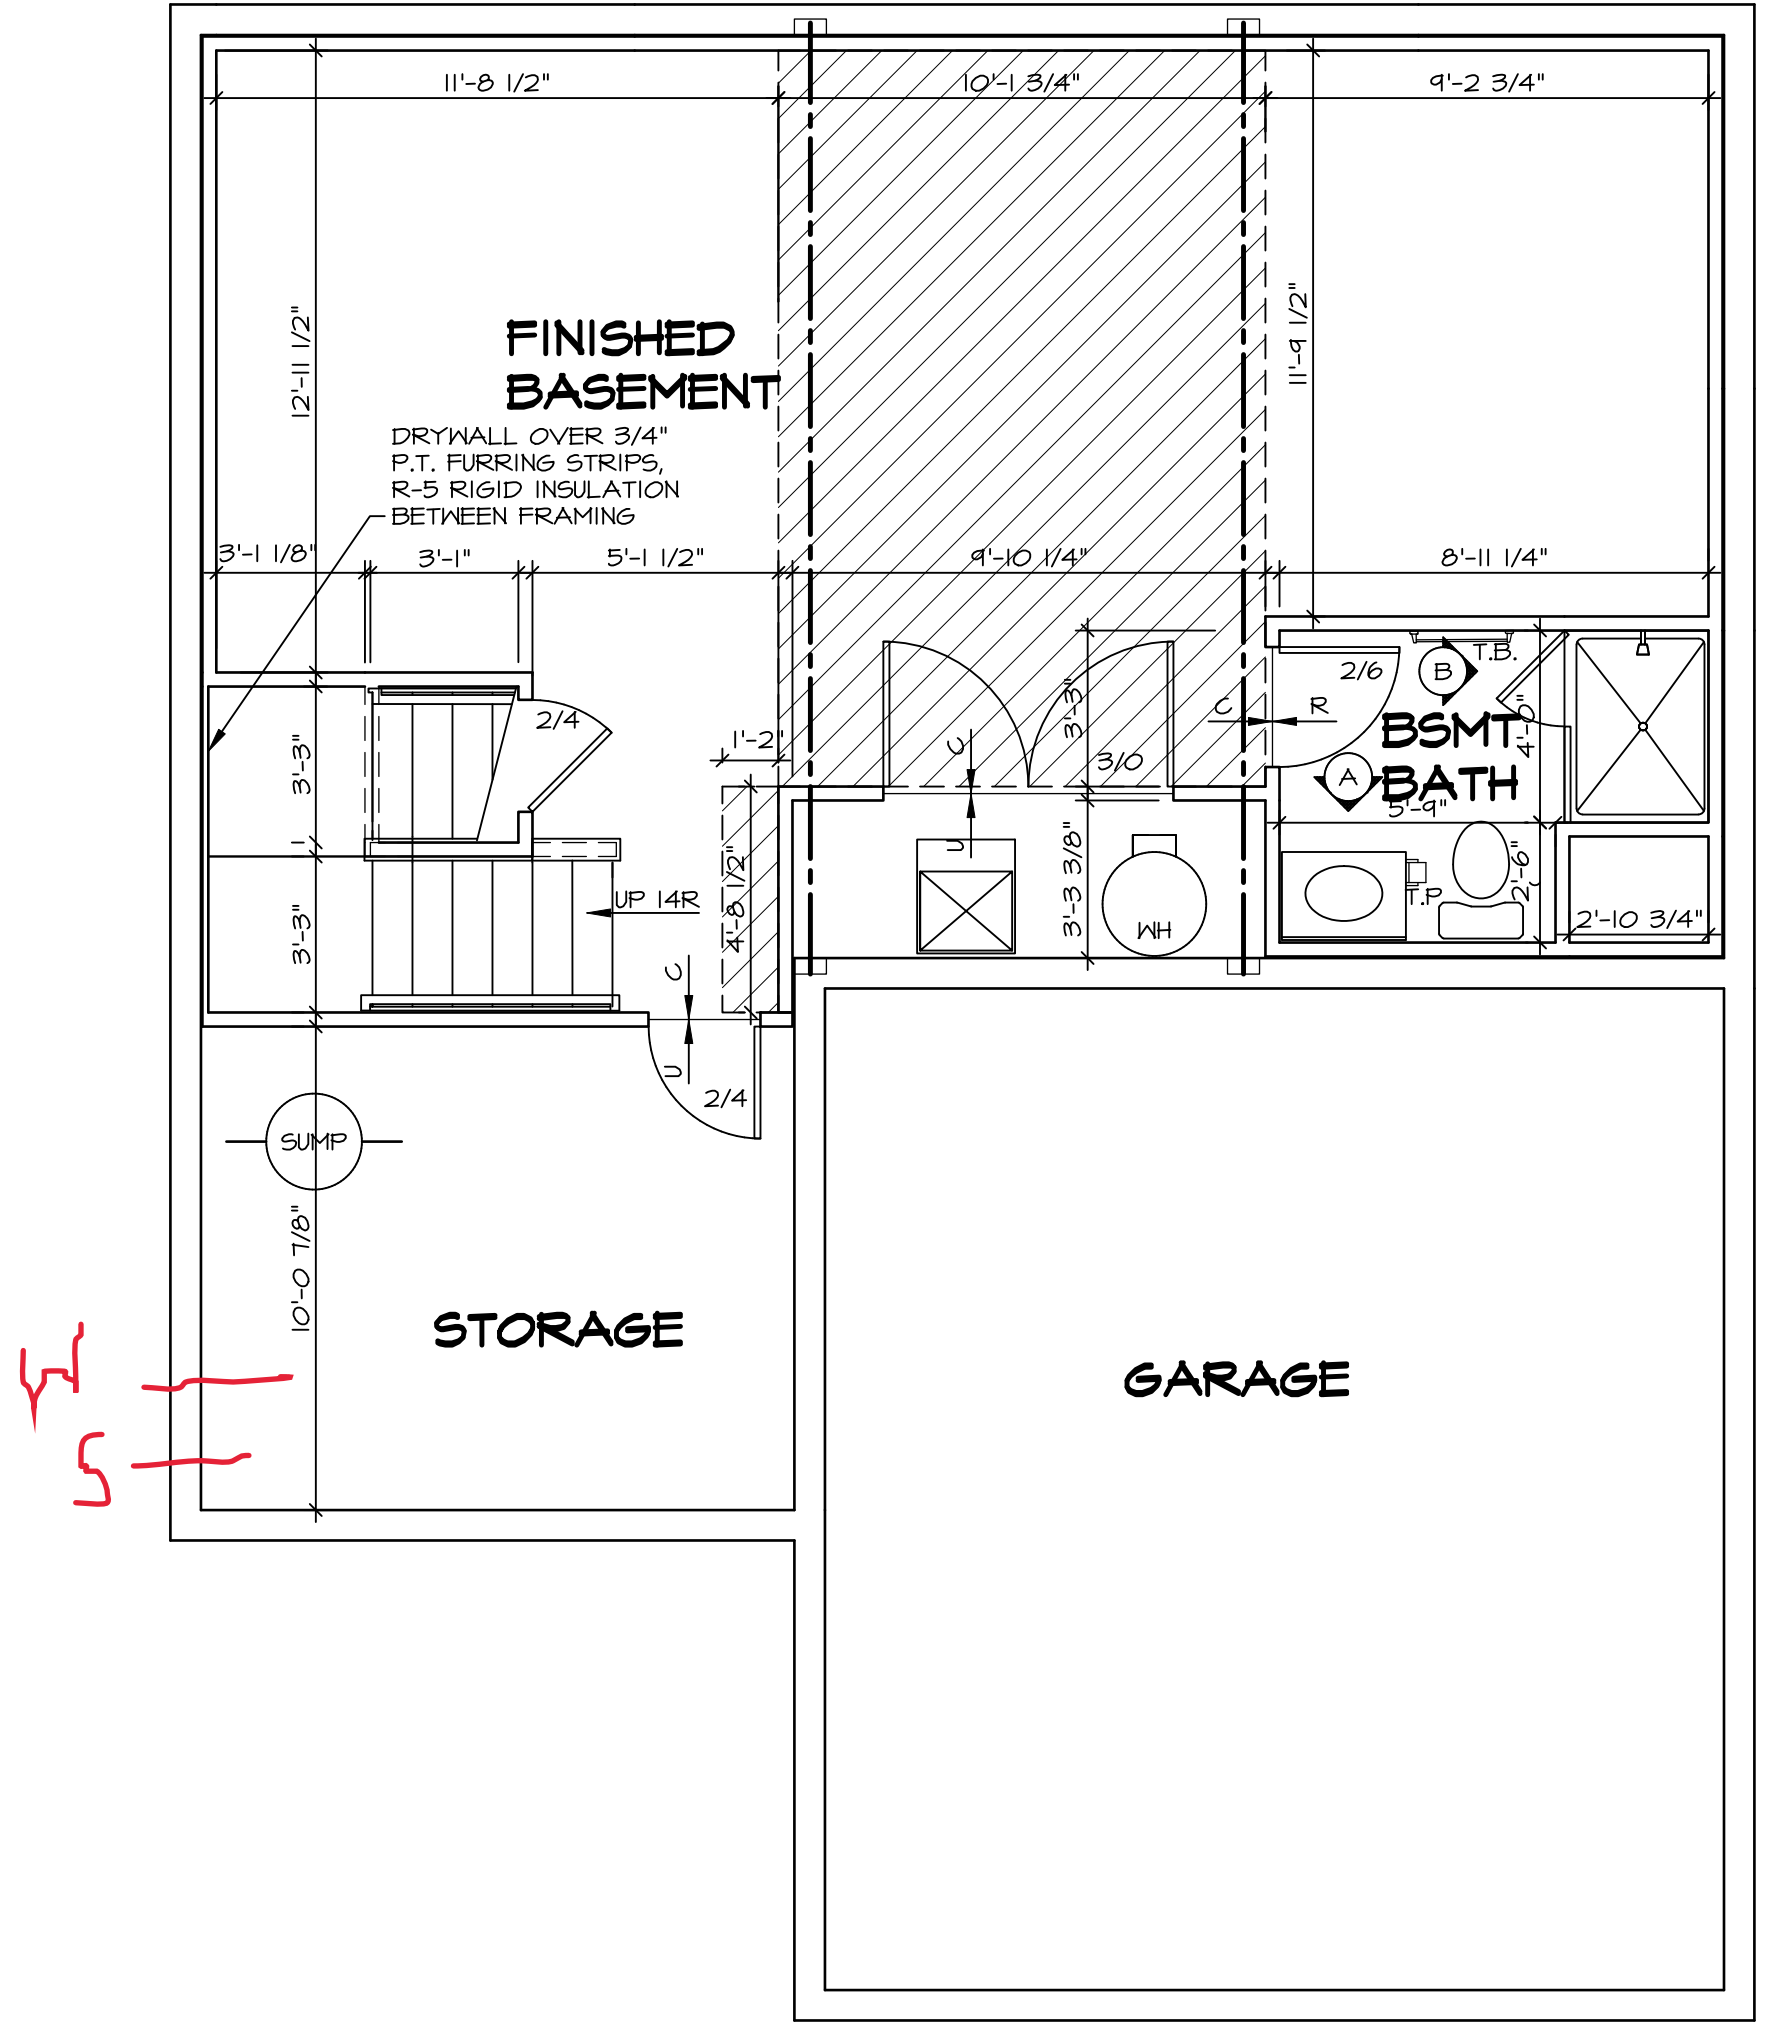 11'-8 1/2"
10'-1 3/4"
9'-2 3/4"
12'-11 1/2"
11'-9 1/2"
FINISHED
BASEMENT
DRYWALL OVER 3/4"
P.T. FURRING STRIPS,
R-5 RIGID INSULATION
BETWEEN FRAMING
3'-1 1/8"
3'-1"
5'-1 1/2"
9'-10 1/4"
8'-11 1/4"
2/4
1'-2"
3'-3"
3'-3"
C
U
3/0
C
R
2/6
T.B.
B
A
BSMT
BATH
4'-0"
5'-9"
4'-8 1/2"
3'-3 3/8"
WH
T.P
2'-6"
2'-10 3/4"
3'-3"
UP 14R
C
U
2/4
SUMP
10'-0 7/8"
STORAGE
GARAGE
W
S